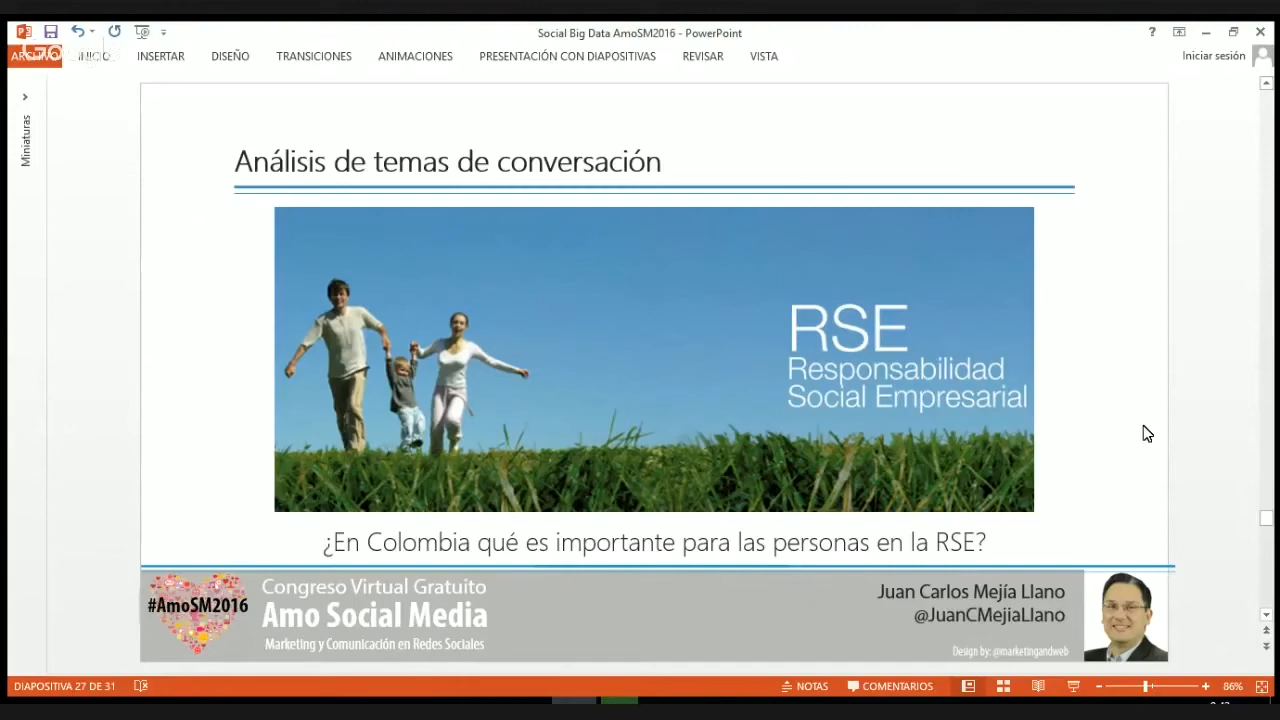 Social Big Data AmoSM2016 - PowerPoint
ARCHIVO INICIO INSERTAR DISEÑO TRANSICIONES ANIMACIONES PRESENTACIÓN CON DIAPOSITIVAS REVISAR VISTA
Iniciar sesión
Miniaturas
Análisis de temas de conversación
RSE
Responsabilidad
Social Empresarial
¿En Colombia qué es importante para las personas en la RSE?
#AmoSM2016
Congreso Virtual Gratuito
Amo Social Media
Marketing y Comunicación en Redes Sociales
Juan Carlos Mejía Llano
@JuanCMejiaLlano
Design by: @marketingandweb
DIAPOSITIVA 27 DE 31
NOTAS
COMENTARIOS
86%